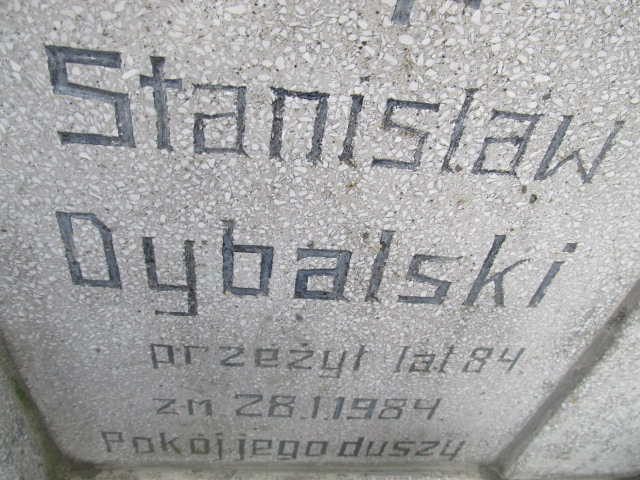 Stanisław
Dybalski
przeżył lat 84
zm 28.1.1984.
Pokój jego duszy